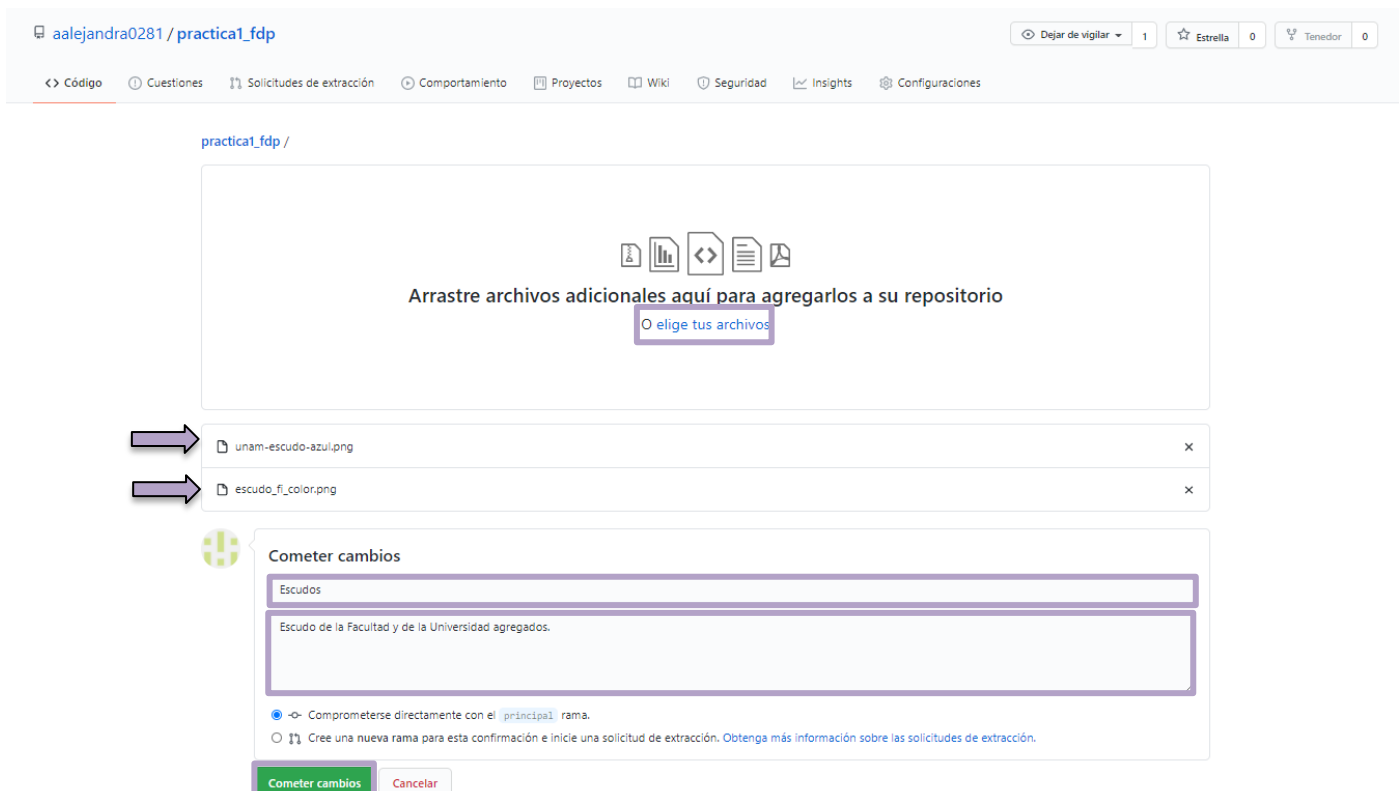 aalejandra0281 / practica1_fdp
Dejar de vigilar 1 Estrella 0 Tenedor 0
<> Código Cuestiones Solicitudes de extracción Comportamiento Proyectos Wiki Seguridad Insights Configuraciones
practica1_fdp /
Arrastre archivos adicionales aquí para agregarlos a su repositorio
O elige tus archivos
unam-escudo-azul.png
escudo_fi_color.png
Cometer cambios
Escudos
Escudo de la Facultad y de la Universidad agregados.
Comprometerse directamente con el principal rama.
Cree una nueva rama para esta confirmación e inicie una solicitud de extracción. Obtenga más información sobre las solicitudes de extracción.
Cometer cambios Cancelar